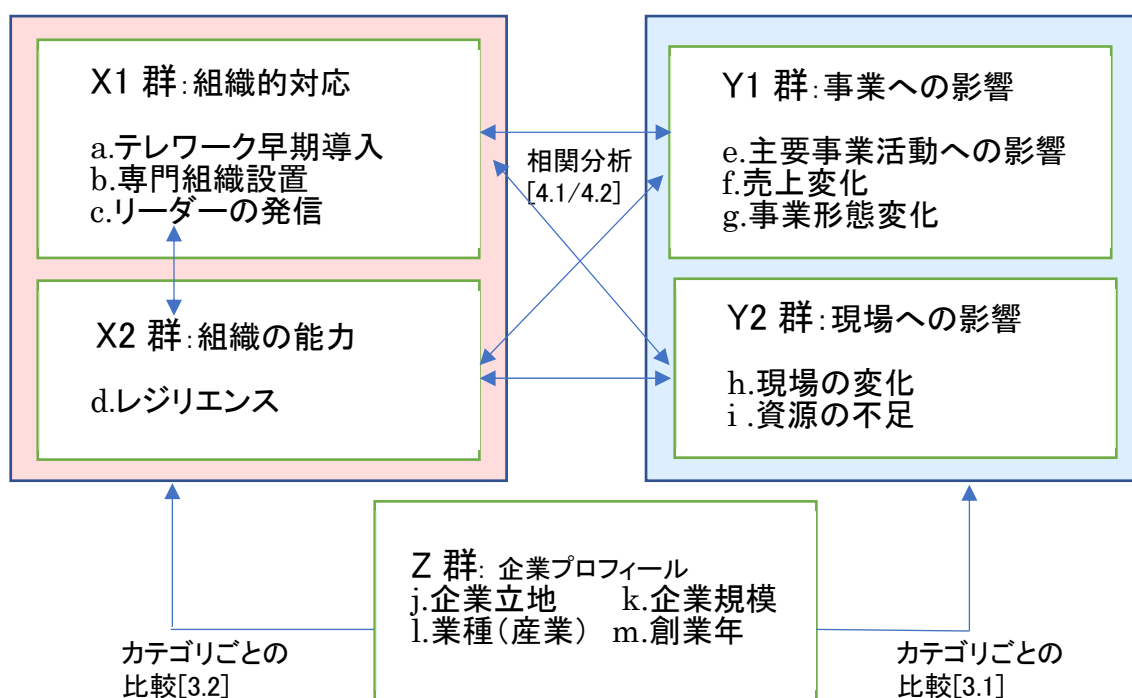 X1 群:組織的対応
a.テレワーク早期導入
b.専門組織設置
c.リーダーの発信
X2 群:組織の能力
d.レジリエンス
相関分析
[4.1/4.2]
Y1 群:事業への影響
e.主要事業活動への影響
f.売上変化
g.事業形態変化
Y2 群:現場への影響
h.現場の変化
i .資源の不足
Z 群: 企業プロフィール
j.企業立地 k.企業規模
l.業種(産業) m.創業年
カテゴリごとの
比較[3.2]
カテゴリごとの
比較[3.1]